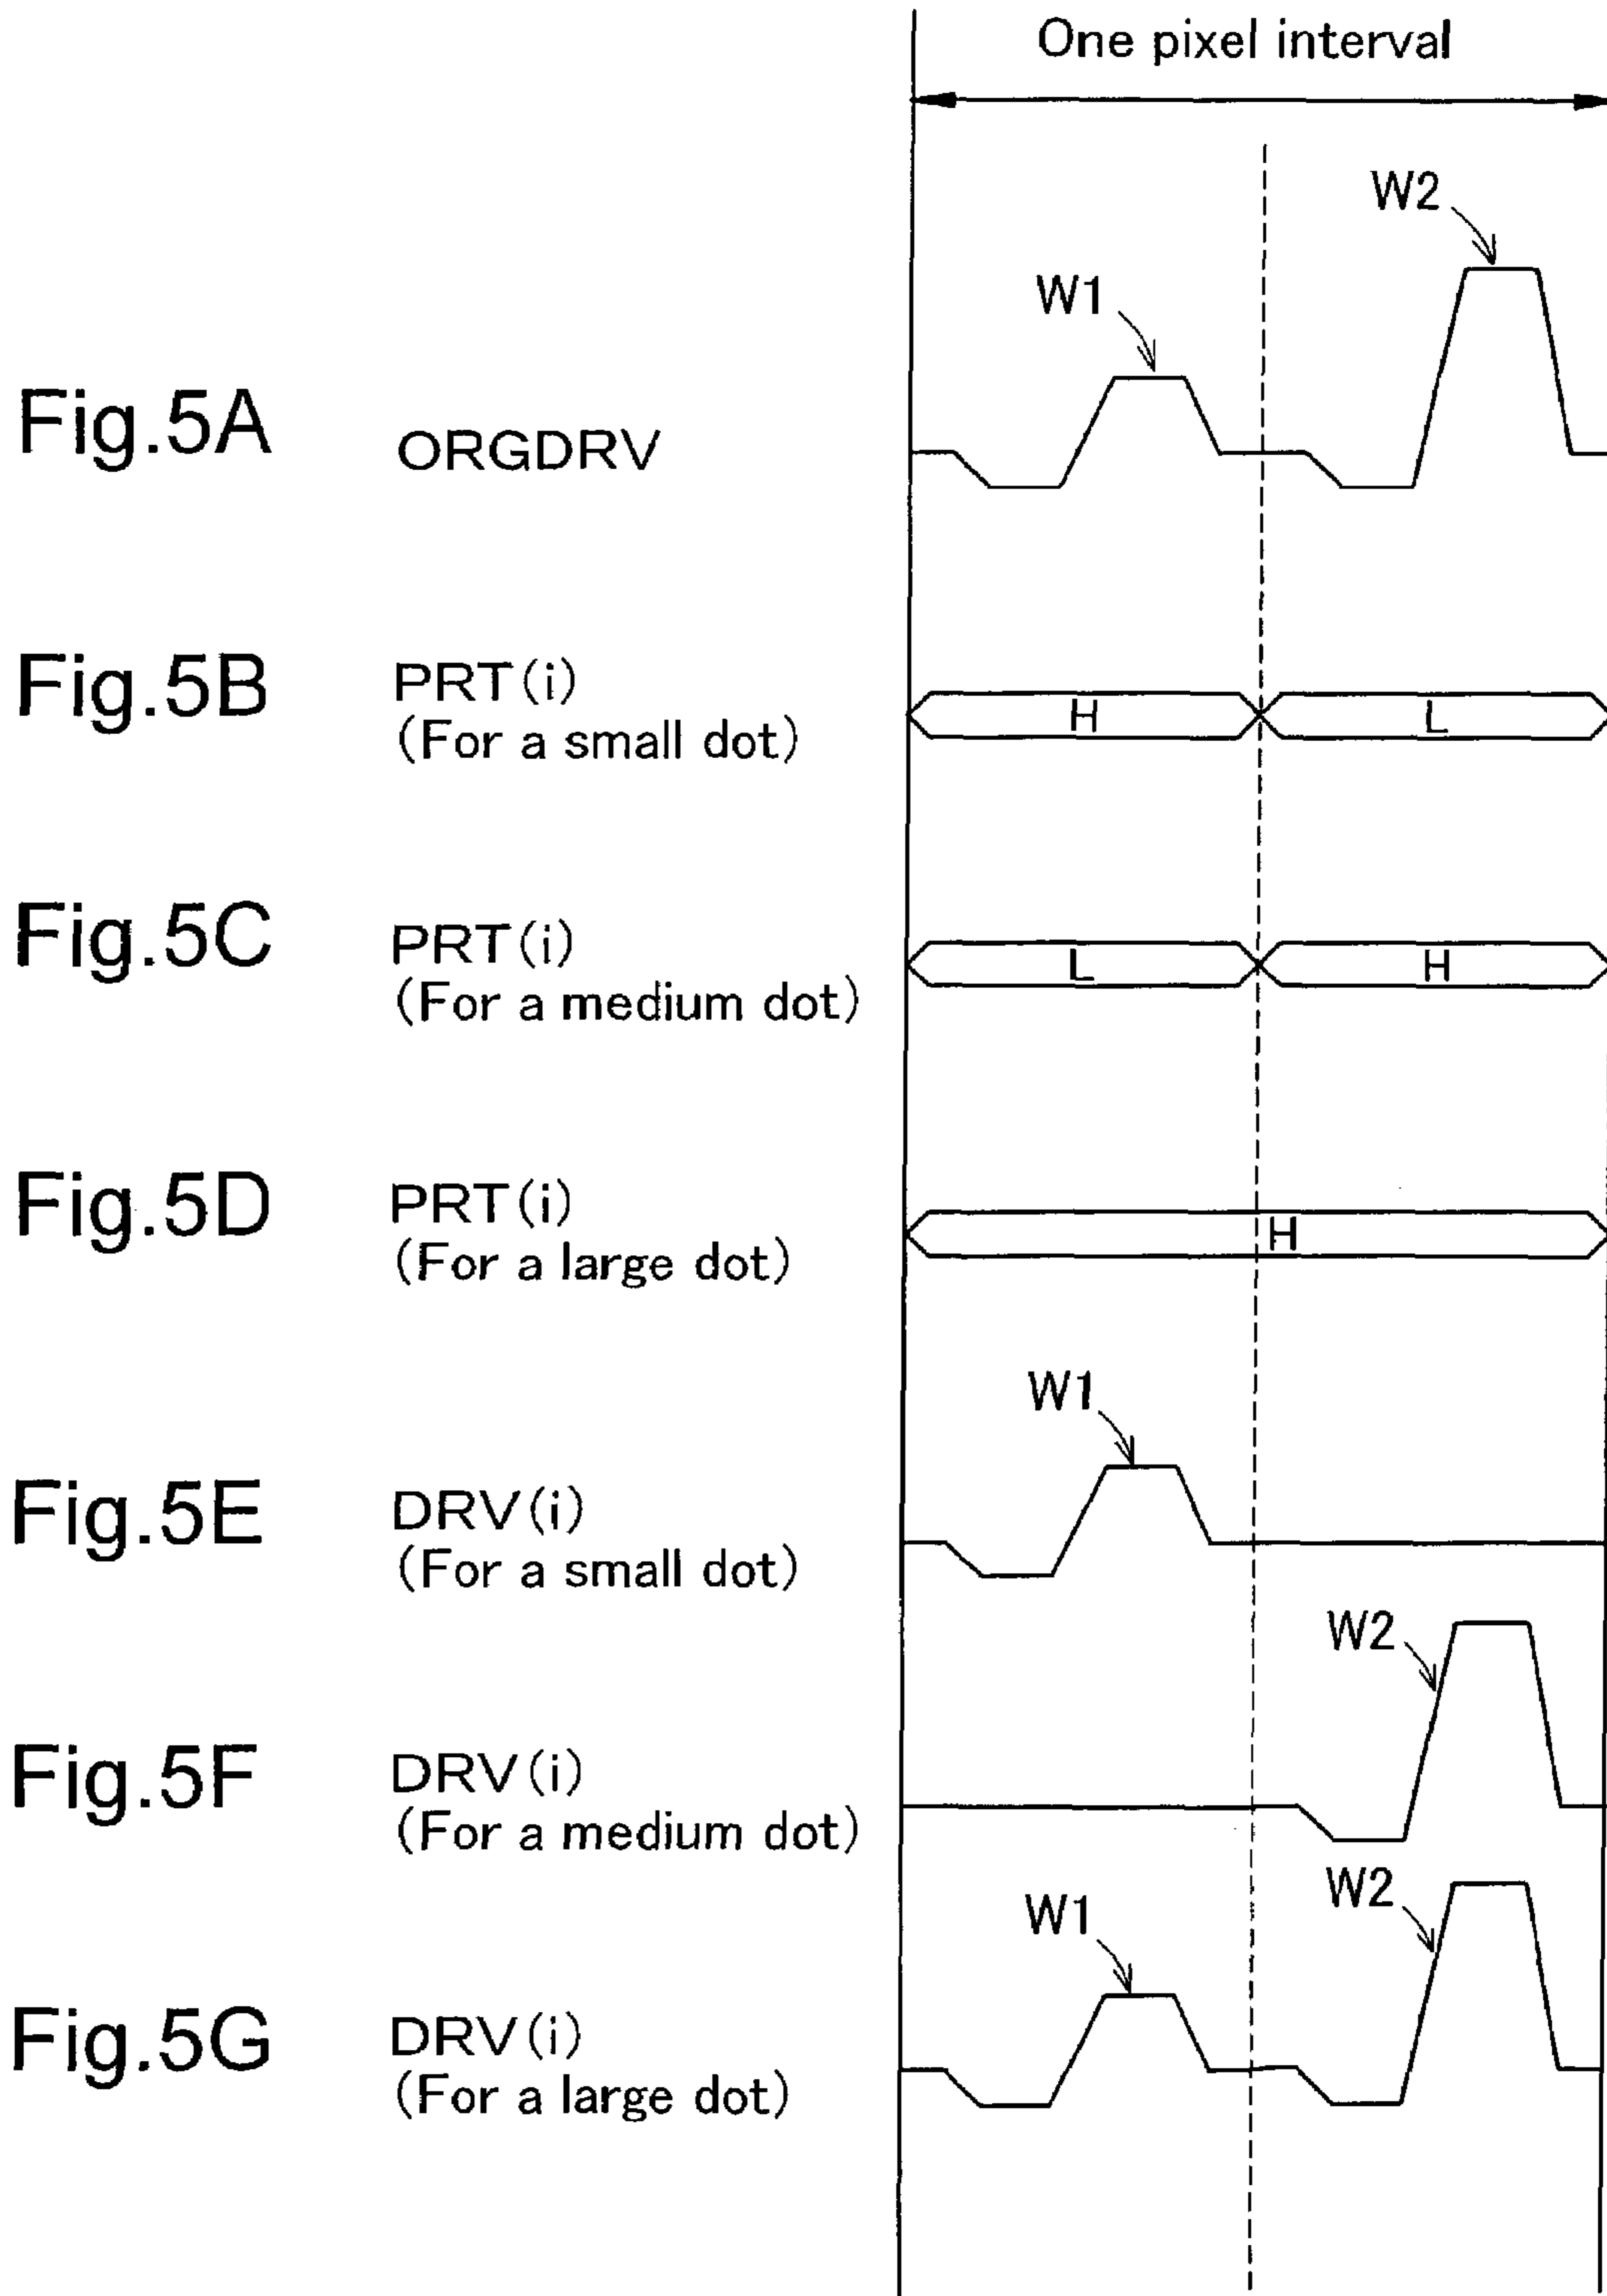 One pixel interval
W2
W1
Fig.5A ORGDRV
Fig.5B PRT(i)
(For a small dot)
H L
Fig.5C PRT(i)
(For a medium dot)
L H
Fig.5D PRT(i)
(For a large dot)
H
W1
Fig.5E DRV(i)
(For a small dot)
W2
Fig.5F DRV(i)
(For a medium dot)
W2
W1
Fig.5G DRV(i)
(For a large dot)